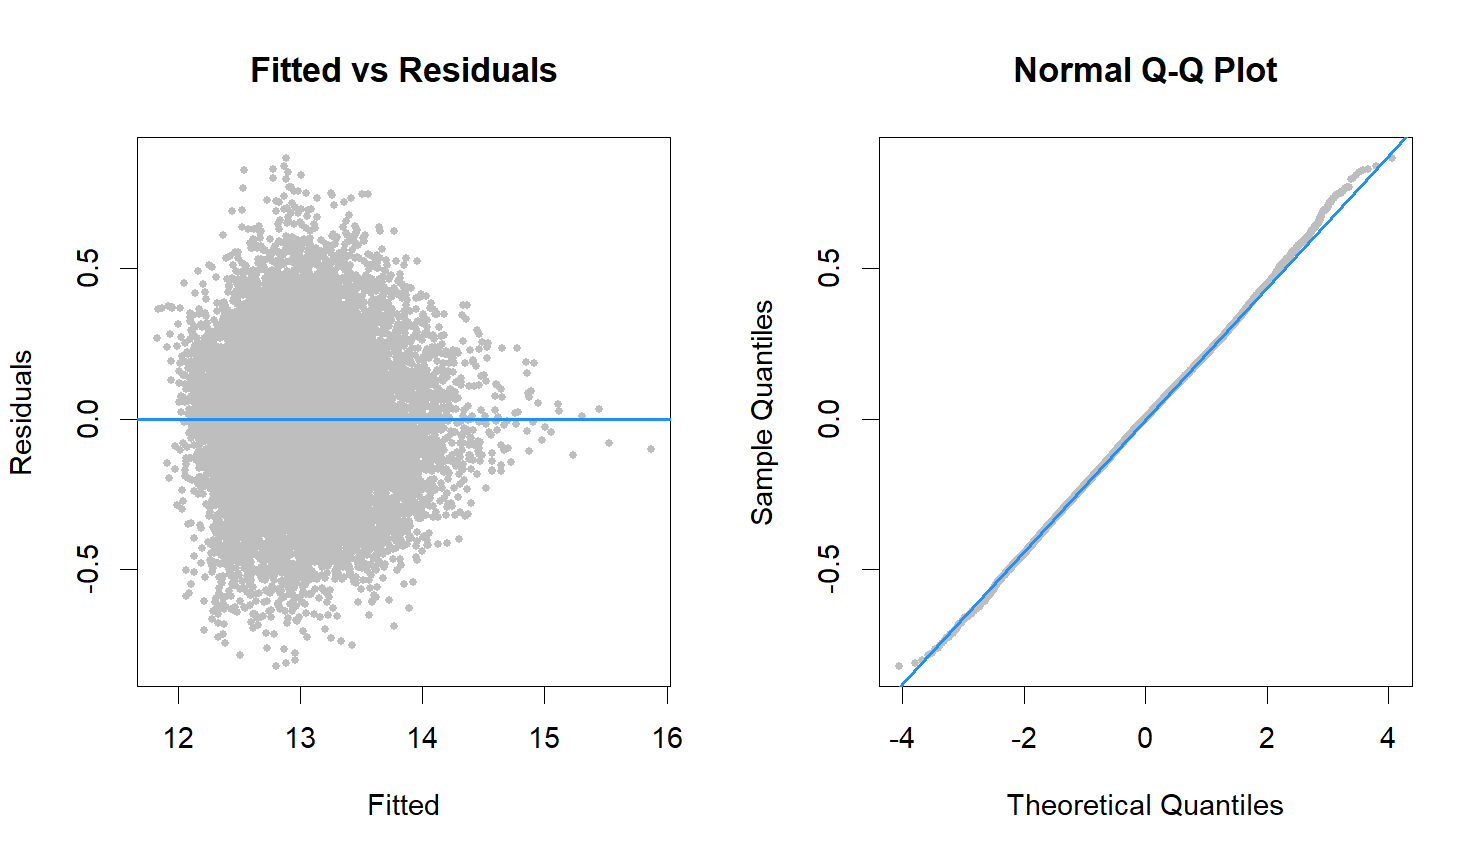 Fitted vs Residuals
Residuals
0.5
0.0
-0.5
12 13 14 15 16
Fitted
Normal Q-Q Plot
Sample Quantiles
0.5
0.0
-0.5
-4 -2 0 2 4
Theoretical Quantiles